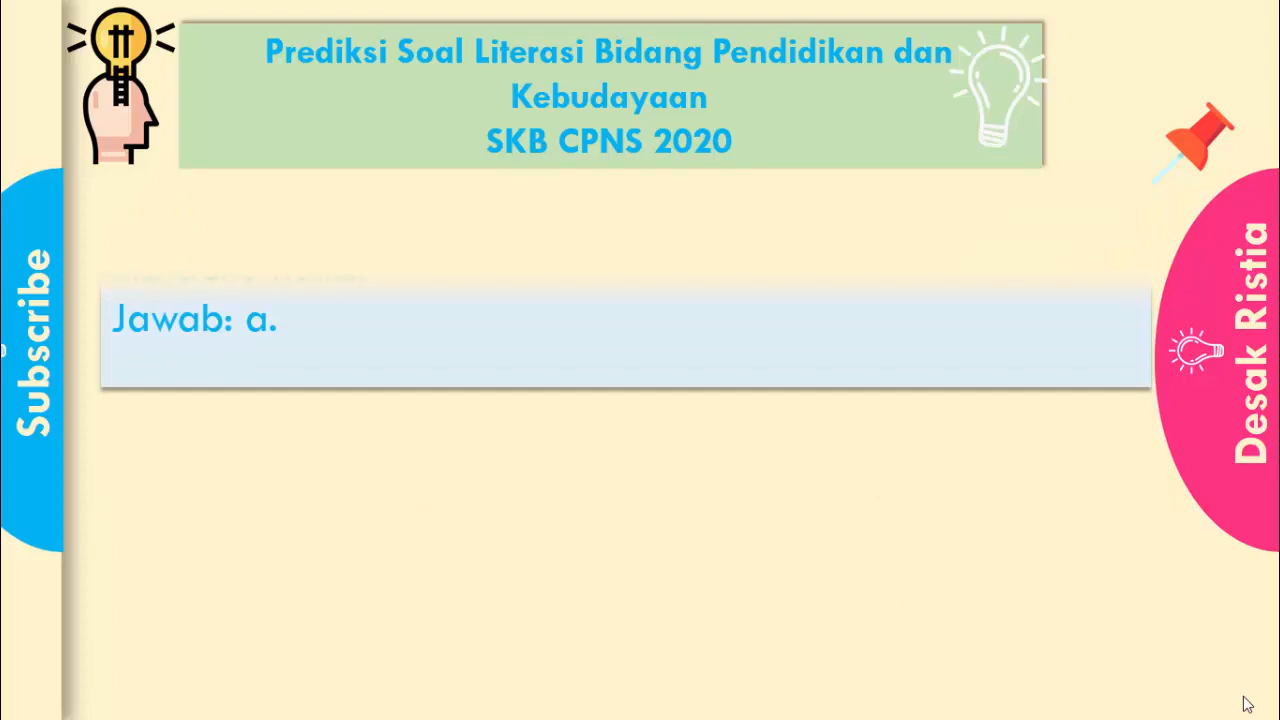 Prediksi Soal Literasi Bidang Pendidikan dan
Kebudayaan
SKB CPNS 2020
Subscribe
Jawab: a.
Desak Ristia